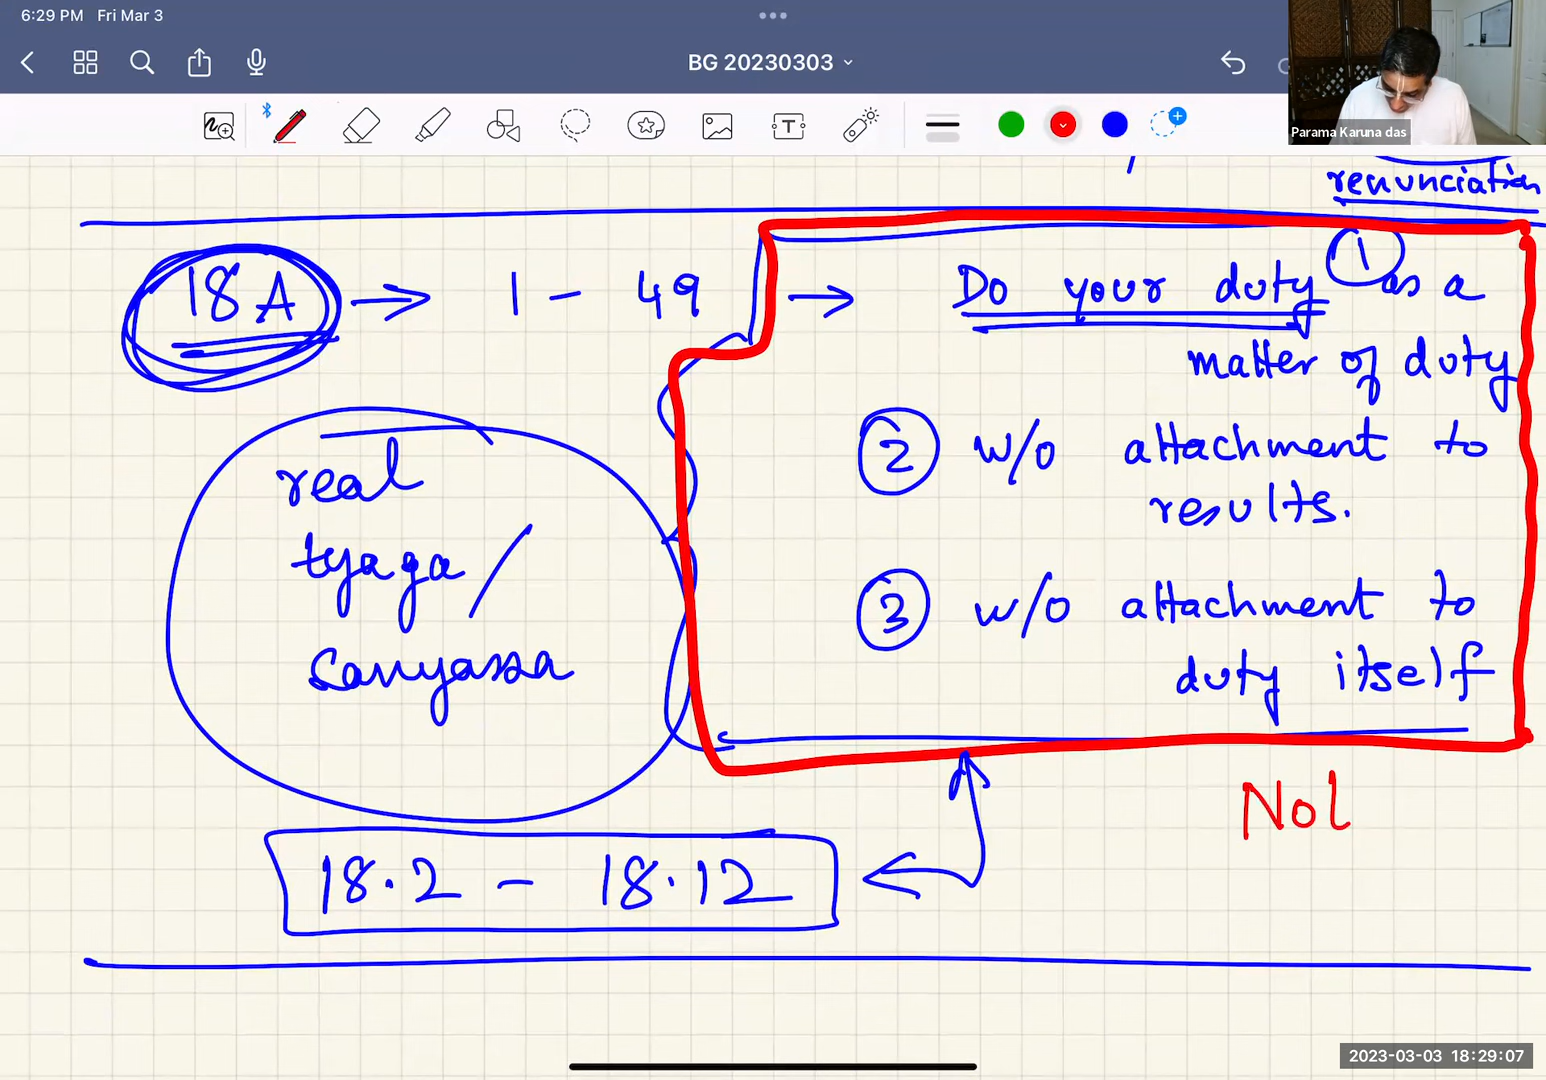 6:29 PM Fri Mar 3
BG 20230303
Parama Karuna das
renunciation
18A → 1 - 49 → Do your duty ① as a
matter of duty
② w/o attachment to
results.
③ w/o attachment to
duty itself
real
tyaga /
Sanyassa
Nol
18.2 - 18.12
2023-03-03 18:29:07